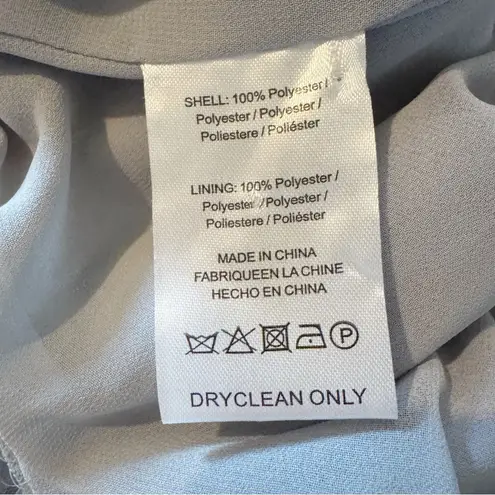 SHELL: 100% Polyester /
Polyester / Polyester /
Poliestere / Poliéster
LINING: 100% Polyester /
Polyester / Polyester /
Poliestere / Poliéster
MADE IN CHINA
FABRIQUEEN LA CHINE
HECHO EN CHINA
P
DRYCLEAN ONLY